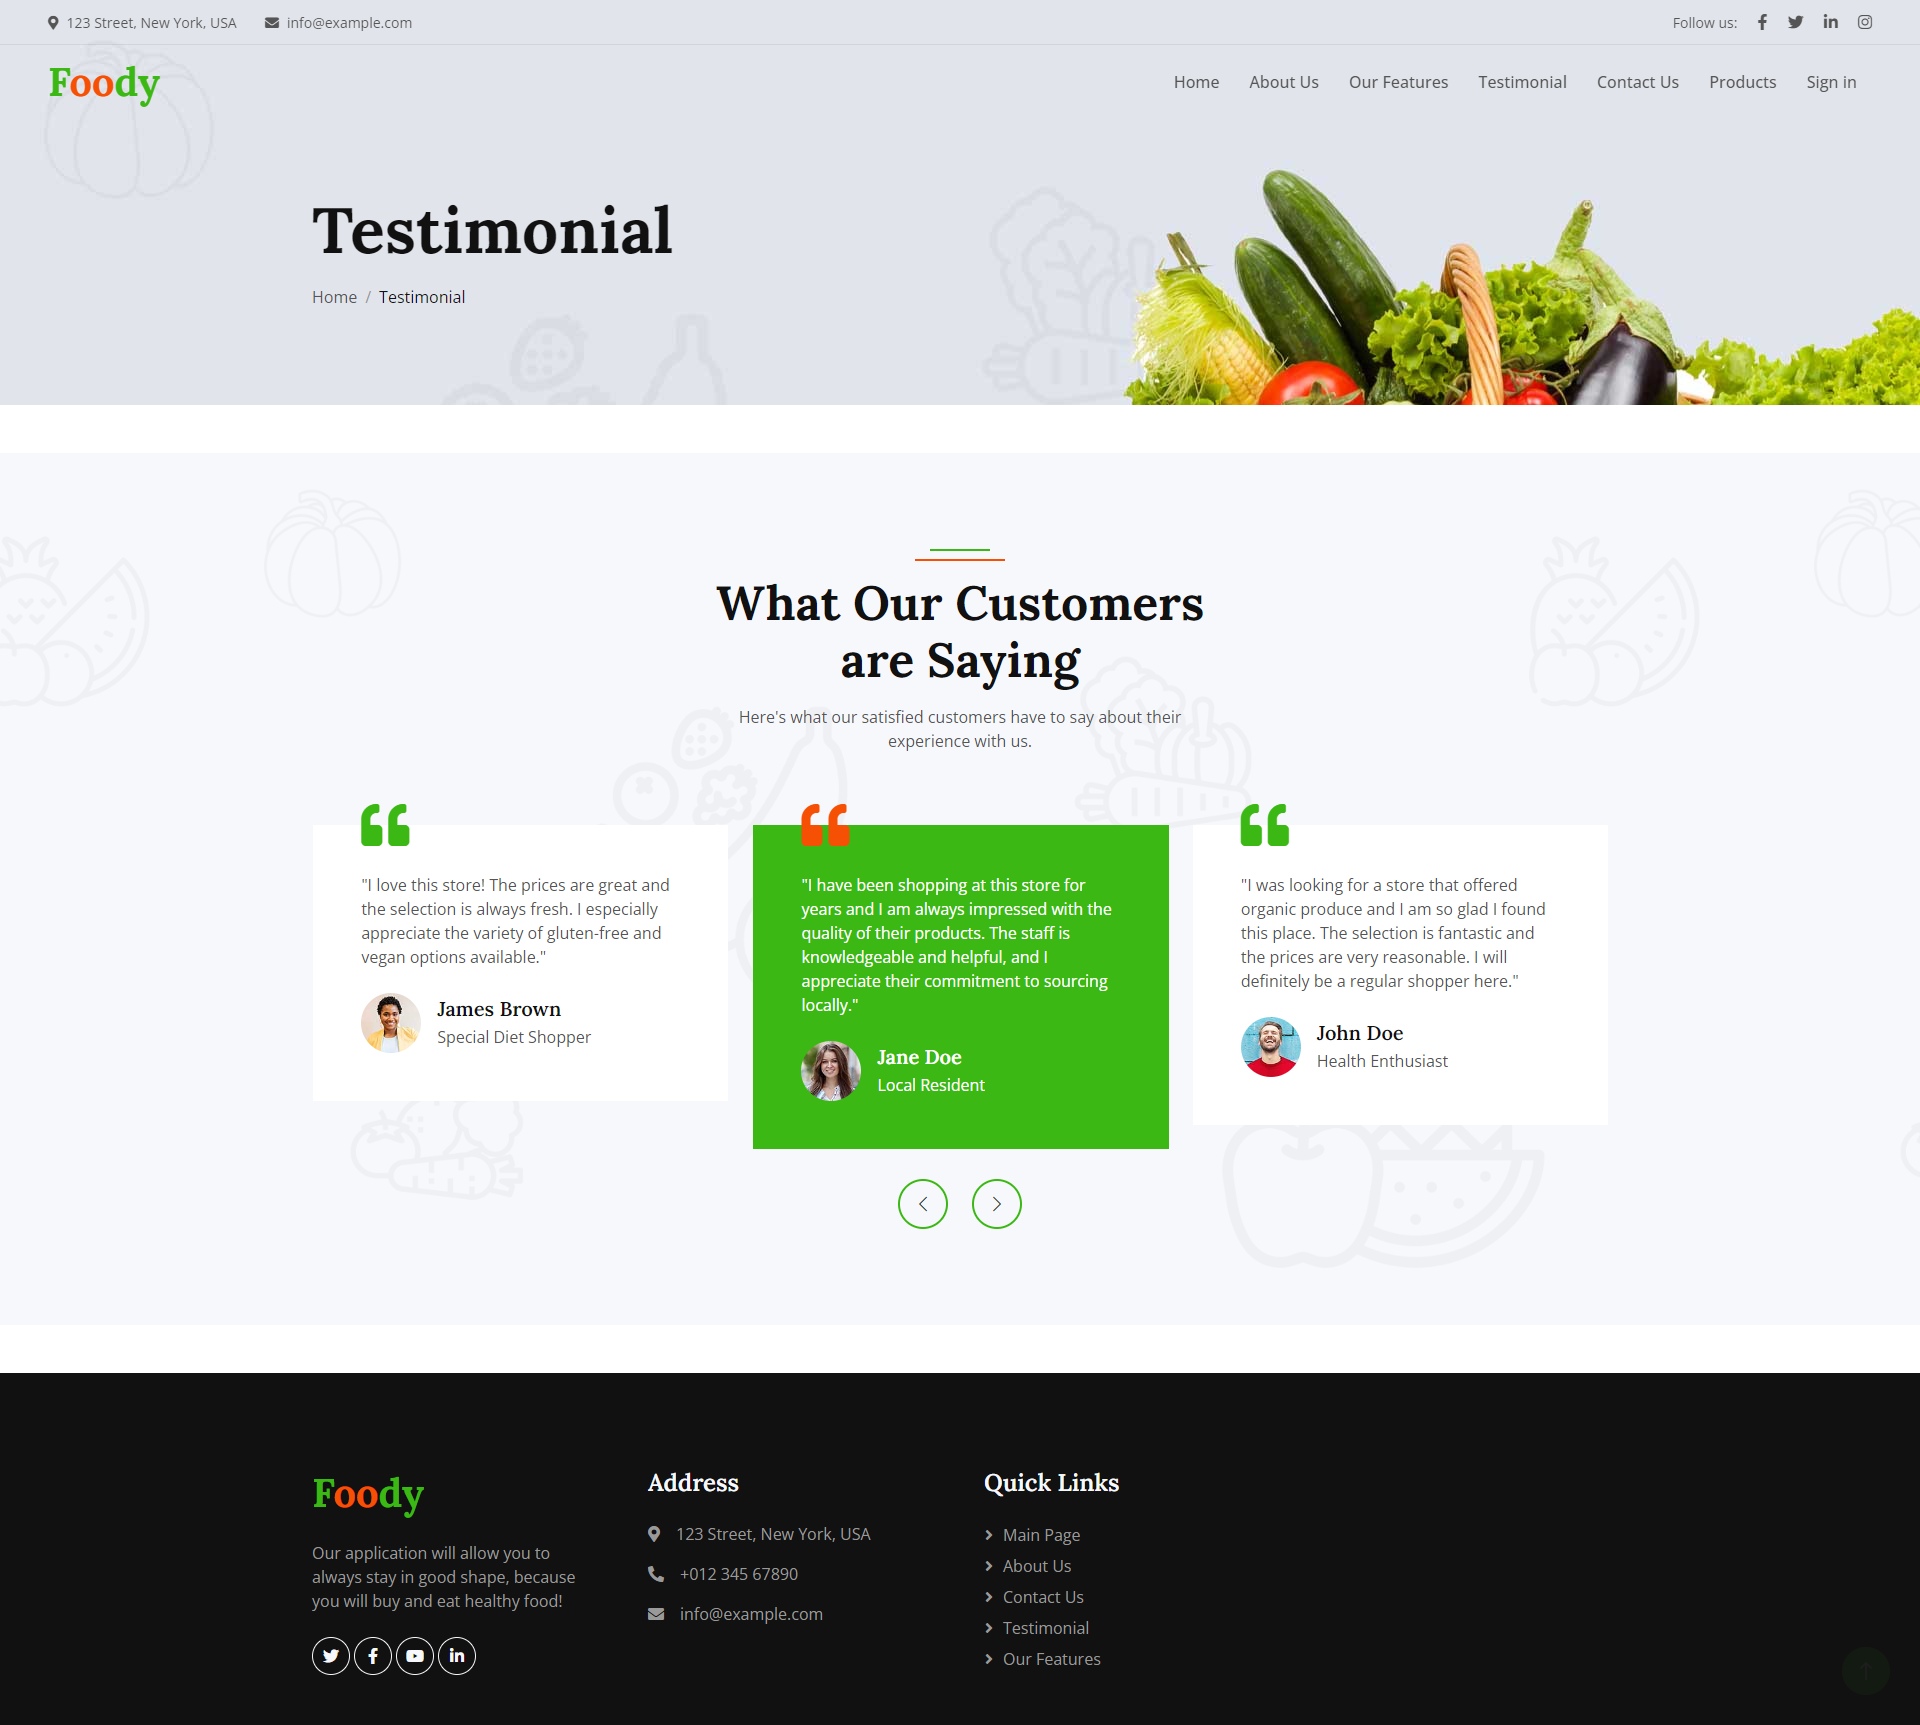 123 Street, New York, USA
info@example.com
Follow us:
Foody
Home
About Us
Our Features
Testimonial
Contact Us
Products
Sign in
Testimonial
Home / Testimonial
What Our Customers
are Saying
Here's what our satisfied customers have to say about their
experience with us.
"I love this store! The prices are great and
the selection is always fresh. I especially
appreciate the variety of gluten-free and
vegan options available."
James Brown
Special Diet Shopper
"I have been shopping at this store for
years and I am always impressed with the
quality of their products. The staff is
knowledgeable and helpful, and I
appreciate their commitment to sourcing
locally."
Jane Doe
Local Resident
"I was looking for a store that offered
organic produce and I am so glad I found
this place. The selection is fantastic and
the prices are very reasonable. I will
definitely be a regular shopper here."
John Doe
Health Enthusiast
Foody
Our application will allow you to
always stay in good shape, because
you will buy and eat healthy food!
Address
123 Street, New York, USA
+012 345 67890
info@example.com
Quick Links
Main Page
About Us
Contact Us
Testimonial
Our Features